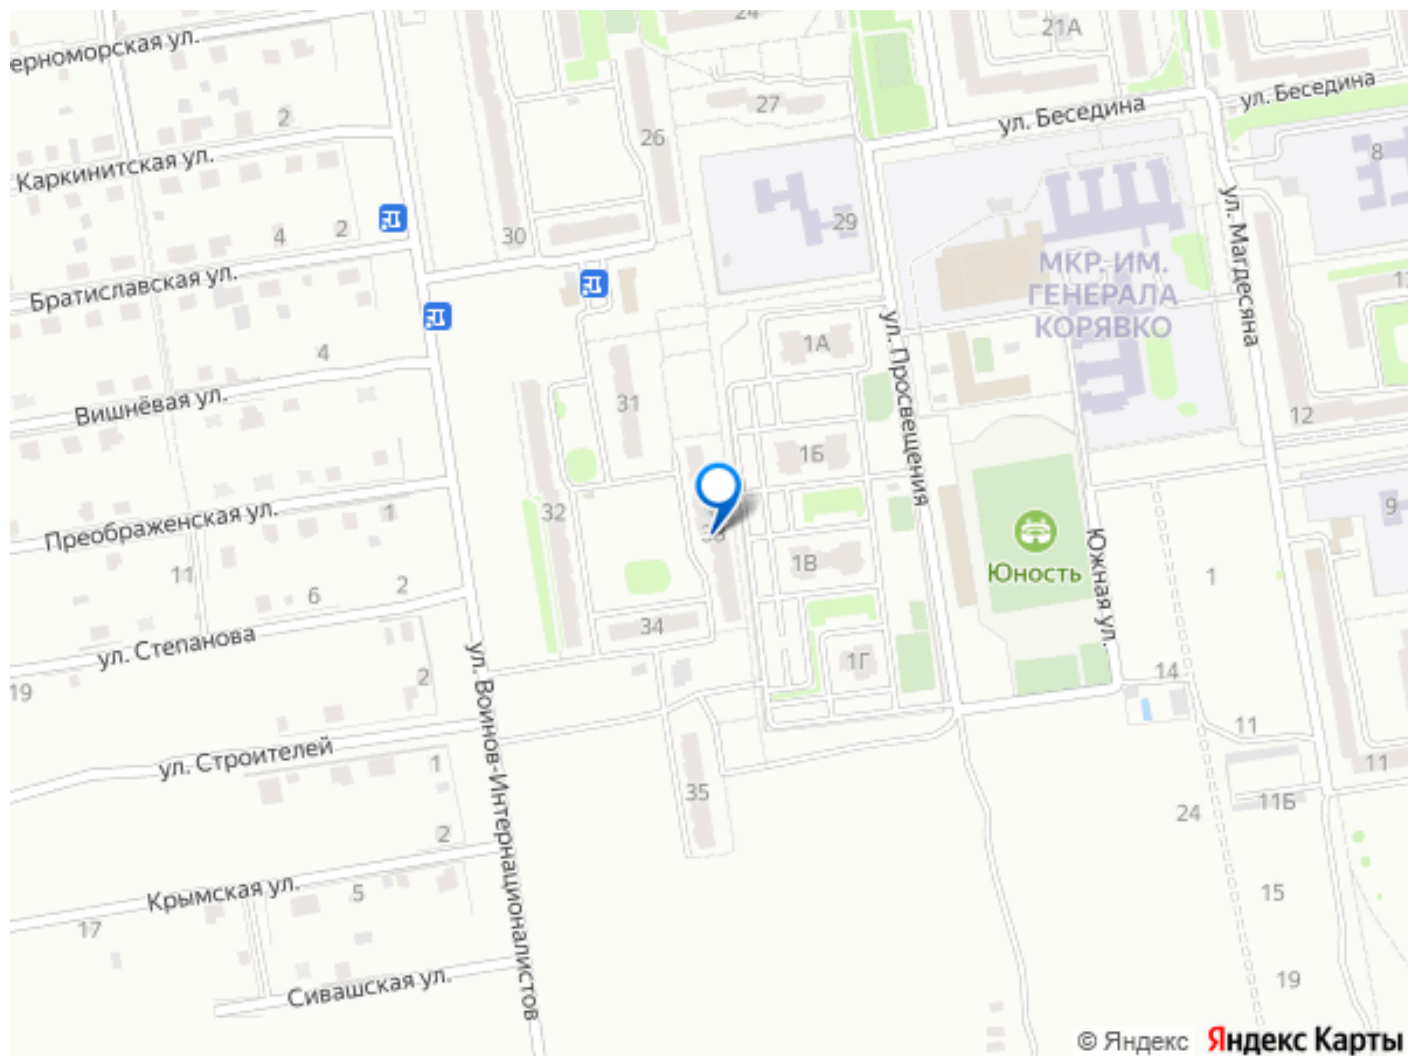 24
21А
ерноморская ул.
ул. Беседина
ул. Беседина
27
2
26
8
Каркинитская ул.
ул. Магдесяна
29
30
4
2
МКР. ИМ.
ГЕНЕРАЛА
КОРЯВКО
Братиславская ул.
13
ул. Просвещения
1А
4
Вишнёвая ул.
31
12
1Б
32
1
9
Преображенская ул.
Юность
Южная ул.
1В
11
6
2
1
34
ул. Степанова
1Г
14
19
2
ул. Воинов-Интернационалистов
ул. Строителей
1
11
11
35
11Б
24
2
Крымская ул.
5
15
17
Сивашская ул.
19
© Яндекс Яндекс Карты